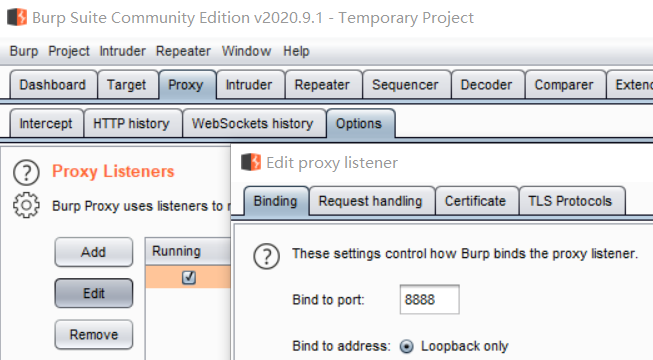 Burp Suite Community Edition v2020.9.1 - Temporary Project
Burp Project Intruder Repeater Window Help
Dashboard Target Proxy Intruder Repeater Sequencer Decoder Comparer Exten
Intercept HTTP history WebSockets history Options
Edit proxy listener
? Proxy Listeners
Binding Request handling Certificate TLS Protocols
Burp Proxy uses listeners to
Add Running
? These settings control how Burp binds the proxy listener.
Edit
Bind to port: 8888
Remove
Bind to address: Loopback only